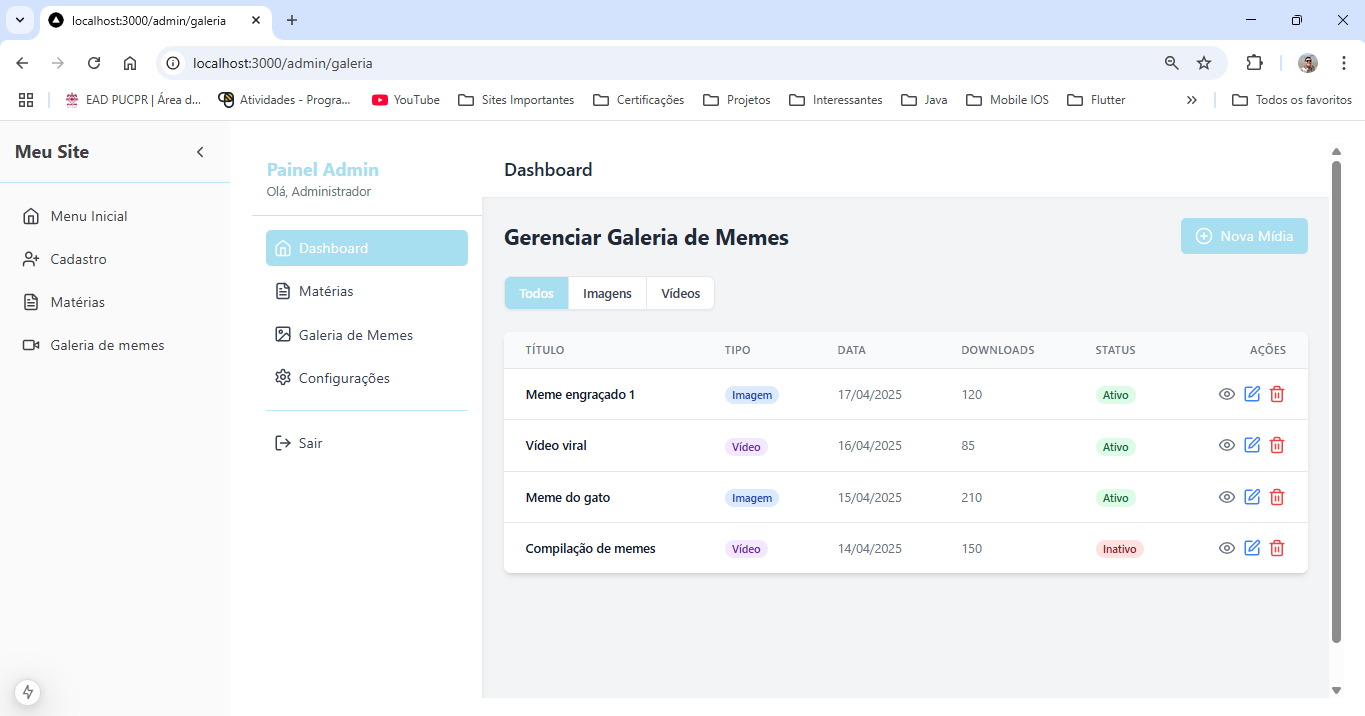 localhost:3000/admin/galeria
localhost:3000/admin/galeria
EAD PUCPR | Área d...
Atividades - Progra...
YouTube
Sites Importantes
Certificações
Projetos
Interessantes
Java
Mobile IOS
Flutter
Todos os favoritos
Meu Site
Menu Inicial
Cadastro
Matérias
Galeria de memes
Painel Admin
Olá, Administrador
Dashboard
Matérias
Galeria de Memes
Configurações
Sair
Dashboard
Gerenciar Galeria de Memes
Nova Mídia
Todos Imagens Vídeos
TÍTULO TIPO DATA DOWNLOADS STATUS AÇÕES
Meme engraçado 1 Imagem 17/04/2025 120 Ativo
Vídeo viral Vídeo 16/04/2025 85 Ativo
Meme do gato Imagem 15/04/2025 210 Ativo
Compilação de memes Vídeo 14/04/2025 150 Inativo